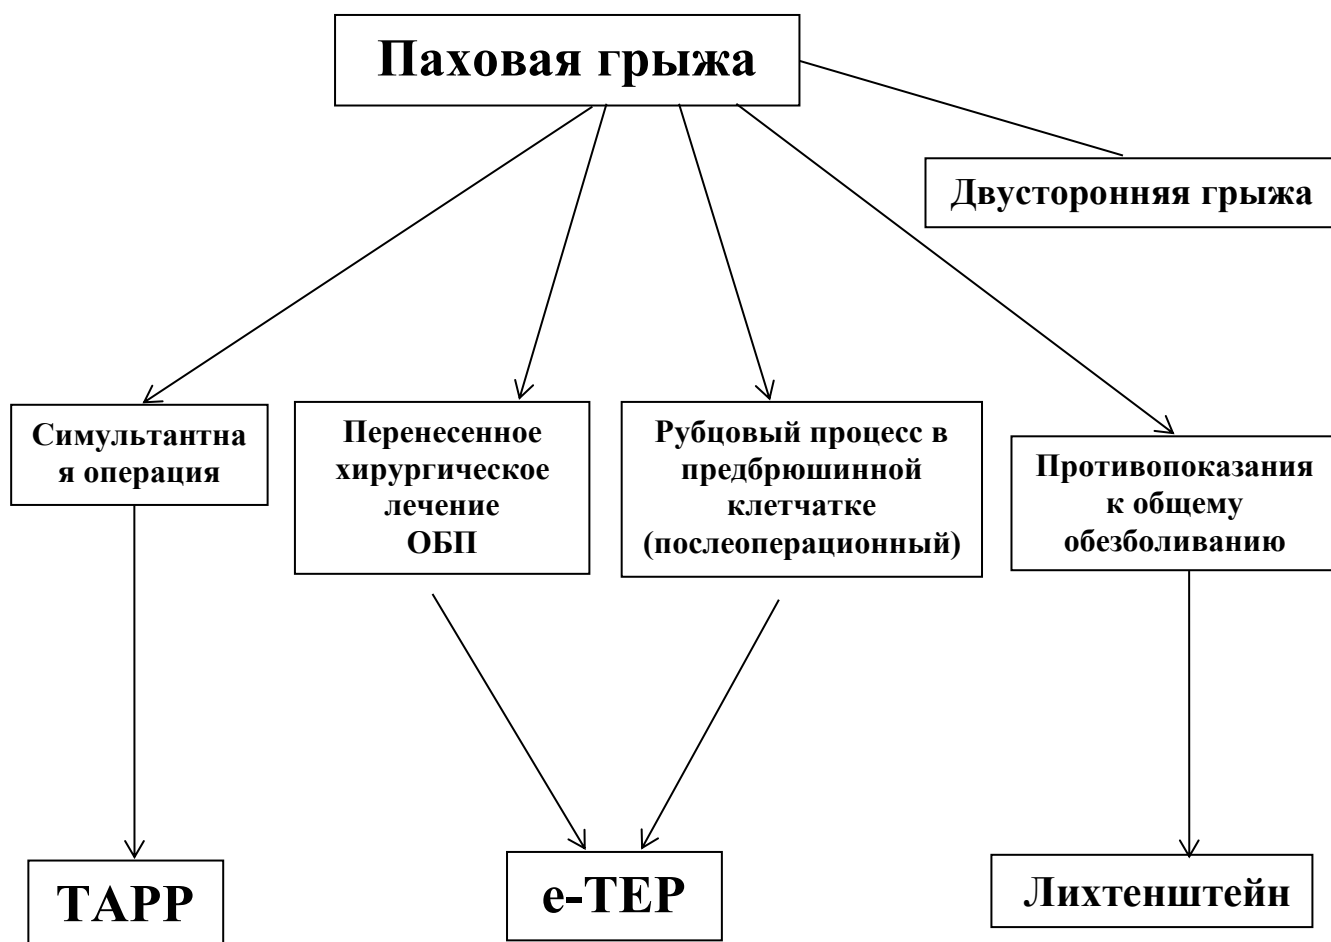 Паховая грыжа
Двусторонняя грыжа
Симультантна
я операция
Перенесенное
хирургическое
лечение
ОБП
Рубцовый процесс в
предбрюшинной
клетчатке
(послеоперационный)
Противопоказания
к общему
обезболиванию
TAPP
e-TEP
Лихтенштейн